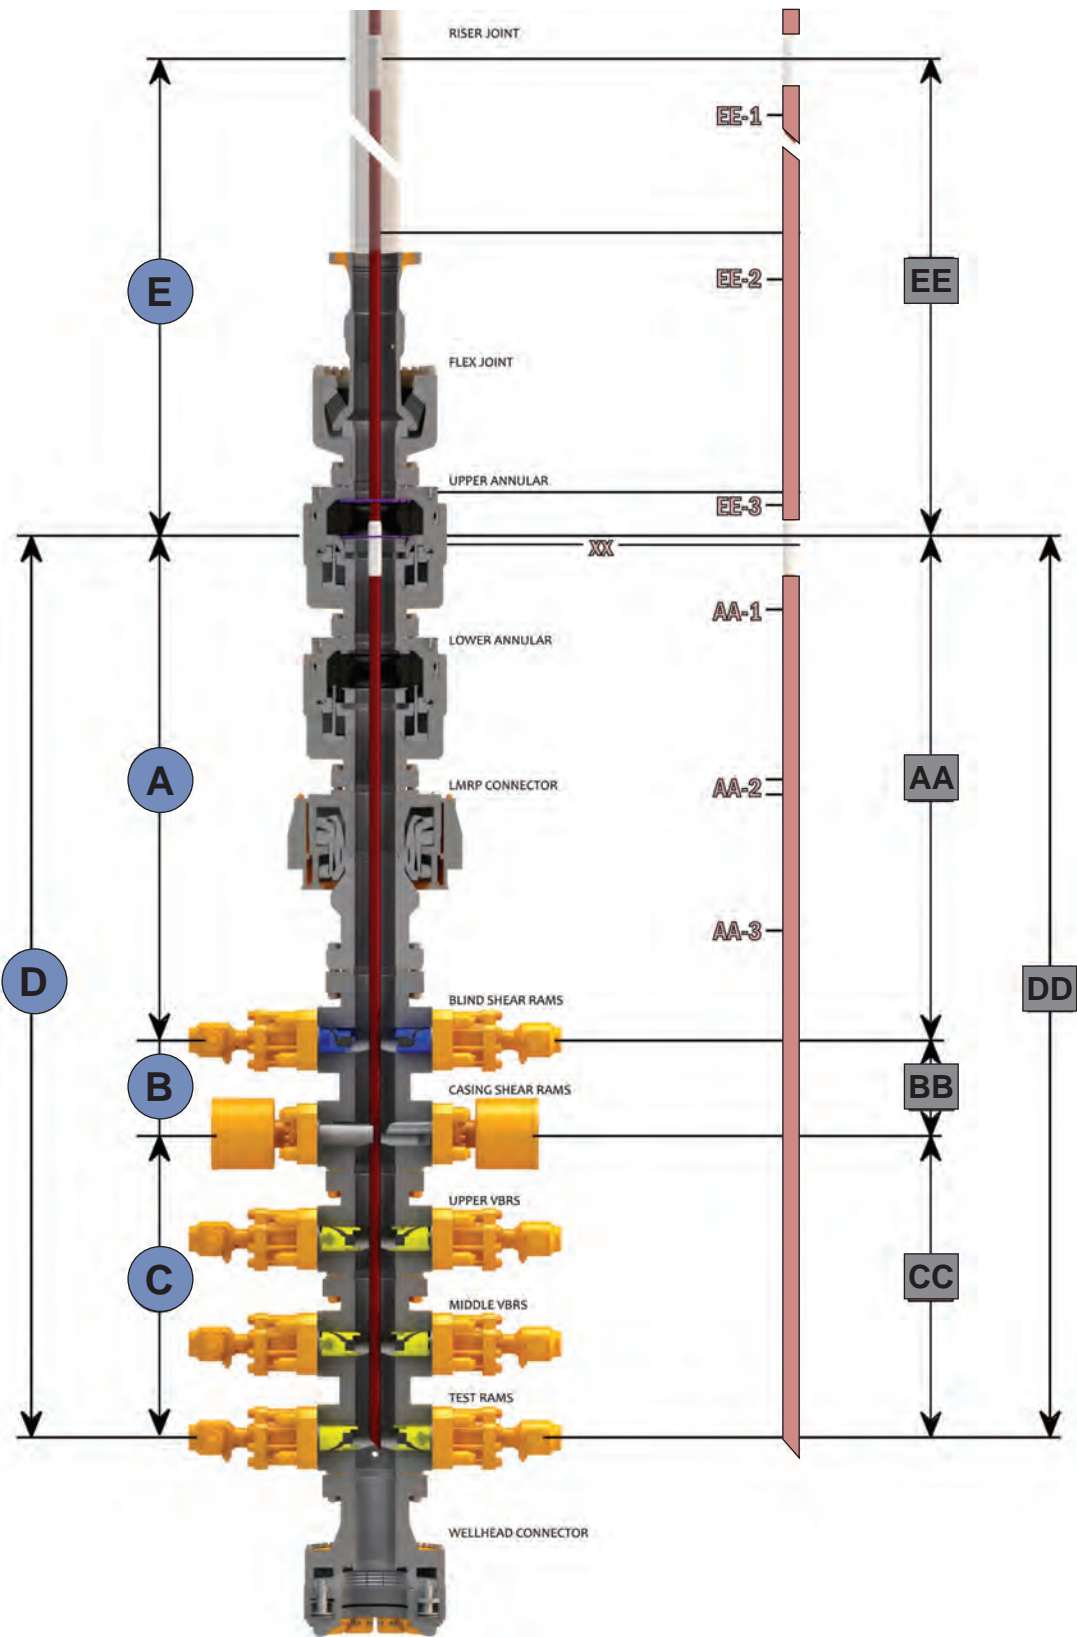 RISER JOINT
EE-1
E
EE-2
EE
FLEX JOINT
UPPER ANNULAR
EE-3
XX
AA-1
LOWER ANNULAR
A
LMRP CONNECTOR
AA-2
AA
AA-3
D
DD
BLIND SHEAR RAMS
B
CASING SHEAR RAMS
BB
UPPER VBRS
C
CC
MIDDLE VBRS
TEST RAMS
WELLHEAD CONNECTOR